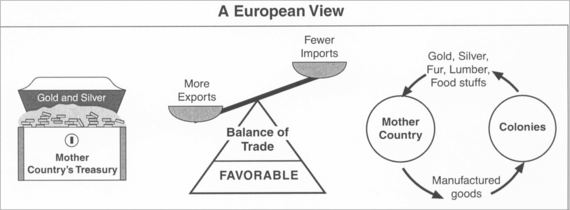 A European View
Gold and Silver
Mother
Country's Treasury
More
Exports
Fewer
Imports
Balance of
Trade
FAVORABLE
Gold, Silver,
Fur, Lumber,
Food stuffs
Mother
Country
Colonies
Manufactured
goods